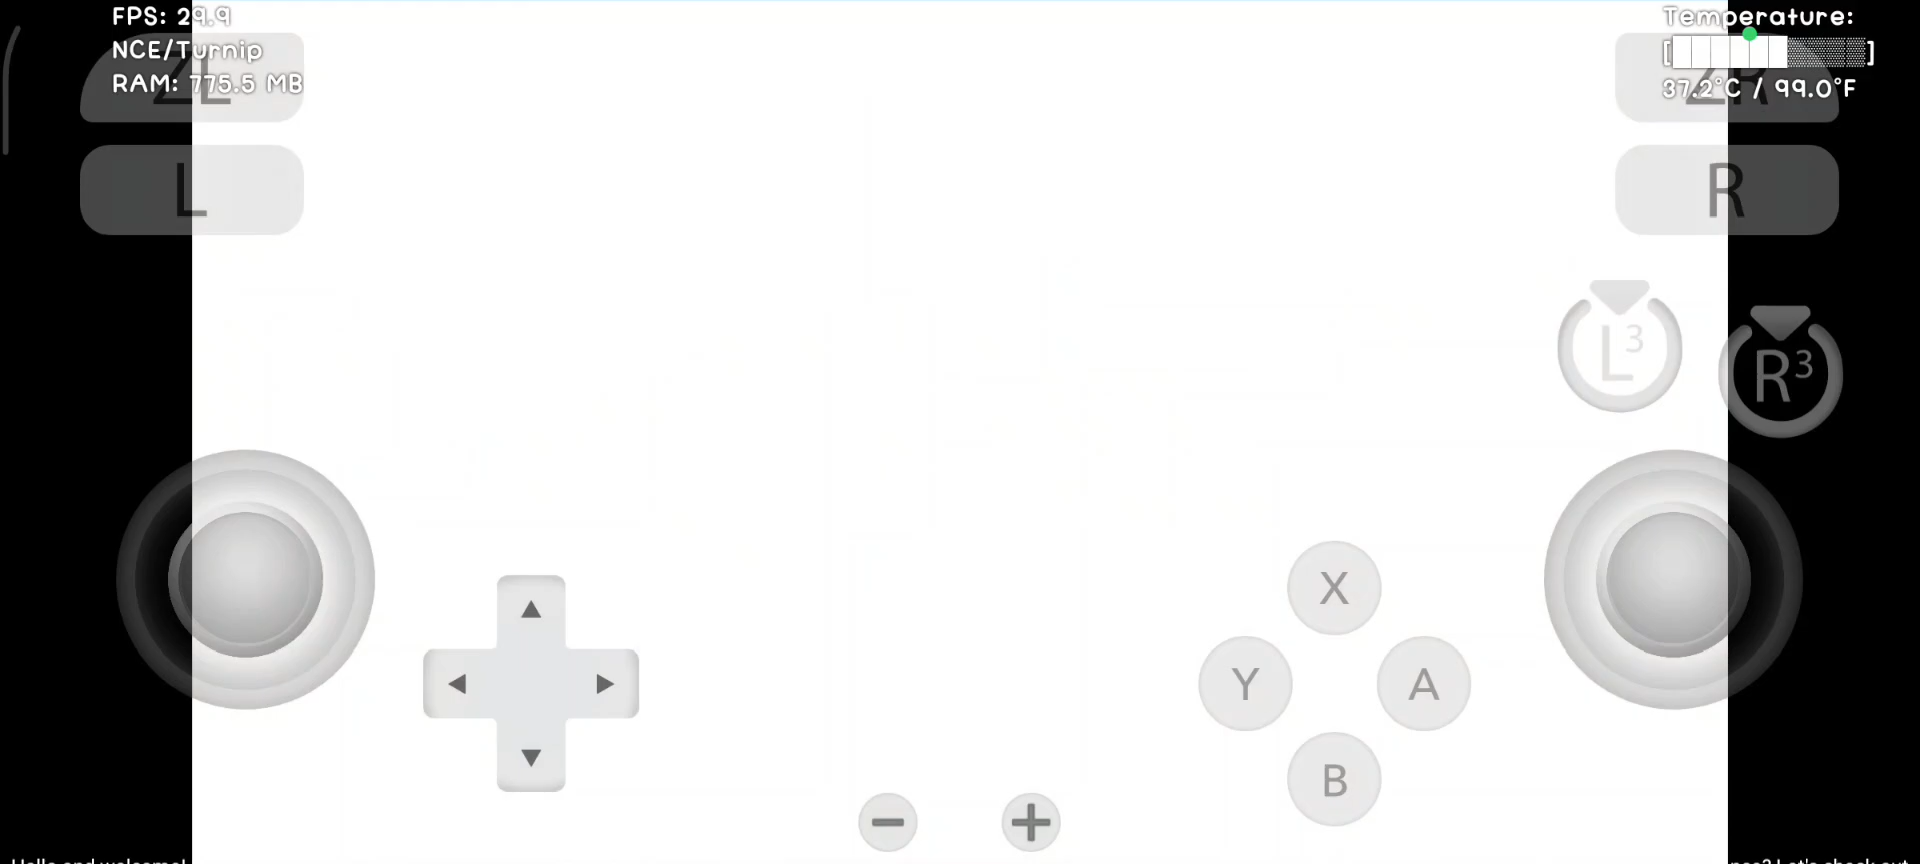 FPS: 29.9
NCE/Turnip
RAM: 775.5 MB
ZL
L
Temperature:
37.2°C / 99.0°F
ZR
R
L3
R3
X
Y
A
B